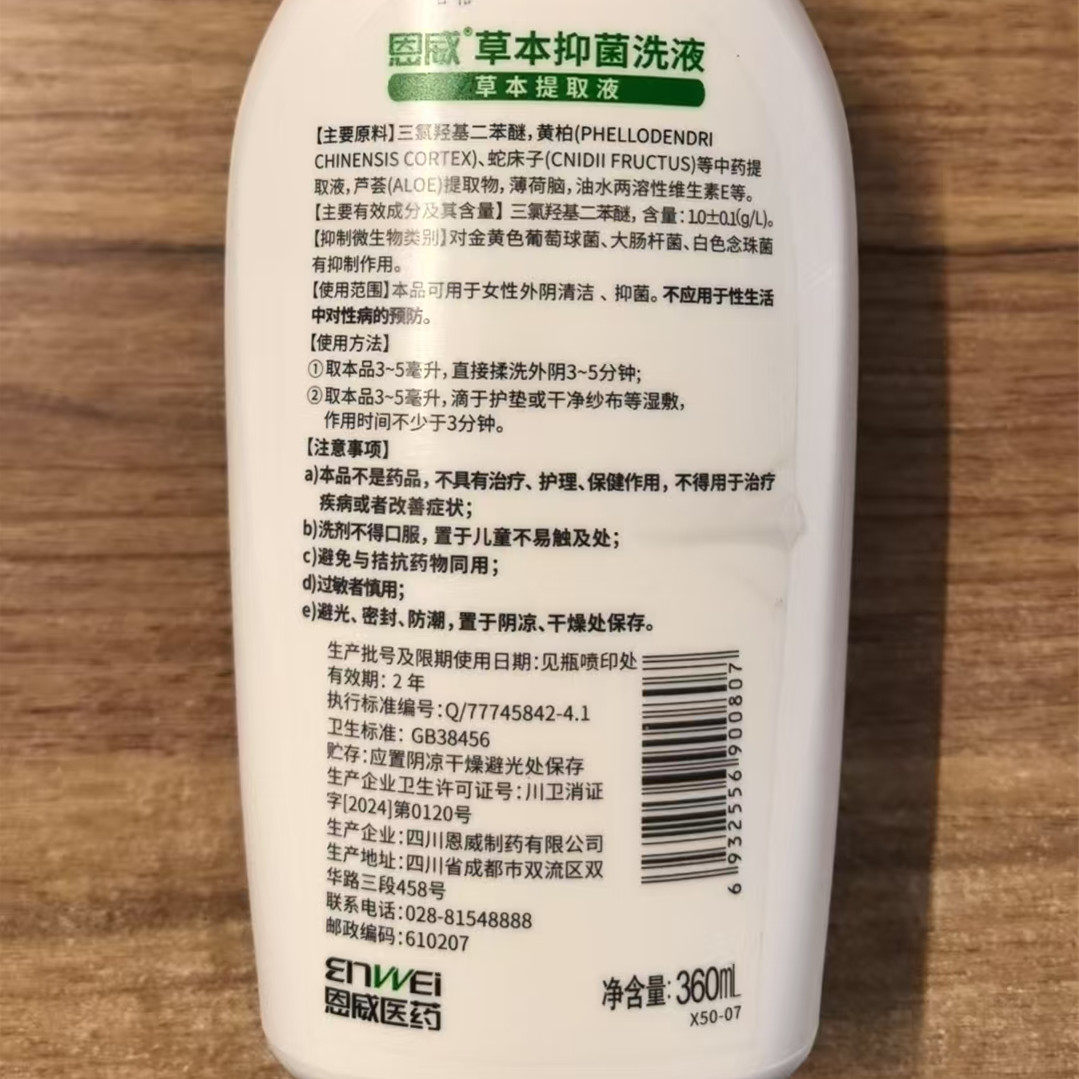 恩威® 草本抑菌洗液
草本提取液
【主要原料】三氯羟基二苯醚，黄柏(PHELLODENDRI
CHINENSIS CORTEX)、蛇床子(CNIDII FRUCTUS)等中药提
取液，芦荟(ALOE)提取物，薄荷脑，油水两溶性维生素E等。
【主要有效成分及其含量】三氯羟基二苯醚，含量：1.0±0.1(g/L)。
【抑制微生物类别】对金黄色葡萄球菌、大肠杆菌、白色念珠菌
有抑制作用。
【使用范围】本品可用于女性外阴清洁、抑菌。不应用于性生活
中对性病的预防。
【使用方法】
①取本品3~5毫升，直接揉洗外阴3~5分钟；
②取本品3~5毫升，滴于护垫或干净纱布等湿敷，
作用时间不少于3分钟。
【注意事项】
a)本品不是药品，不具有治疗、护理、保健作用，不得用于治疗
疾病或者改善症状；
b)洗剂不得口服，置于儿童不易触及处；
c)避免与拮抗药物同用；
d)过敏者慎用；
e)避光、密封、防潮，置于阴凉、干燥处保存。
生产批号及限期使用日期：见瓶喷印处
有效期：2 年
执行标准编号：Q/77745842-4.1
卫生标准：GB38456
贮存：应置阴凉干燥避光处保存
生产企业卫生许可证号：川卫消证
字[2024]第0120号
生产企业：四川恩威制药有限公司
生产地址：四川省成都市双流区双
华路三段458号
联系电话：028-81548888
邮政编码：610207
6 932556 900807
ENWEI
恩威医药
净含量：360mL
X50-07